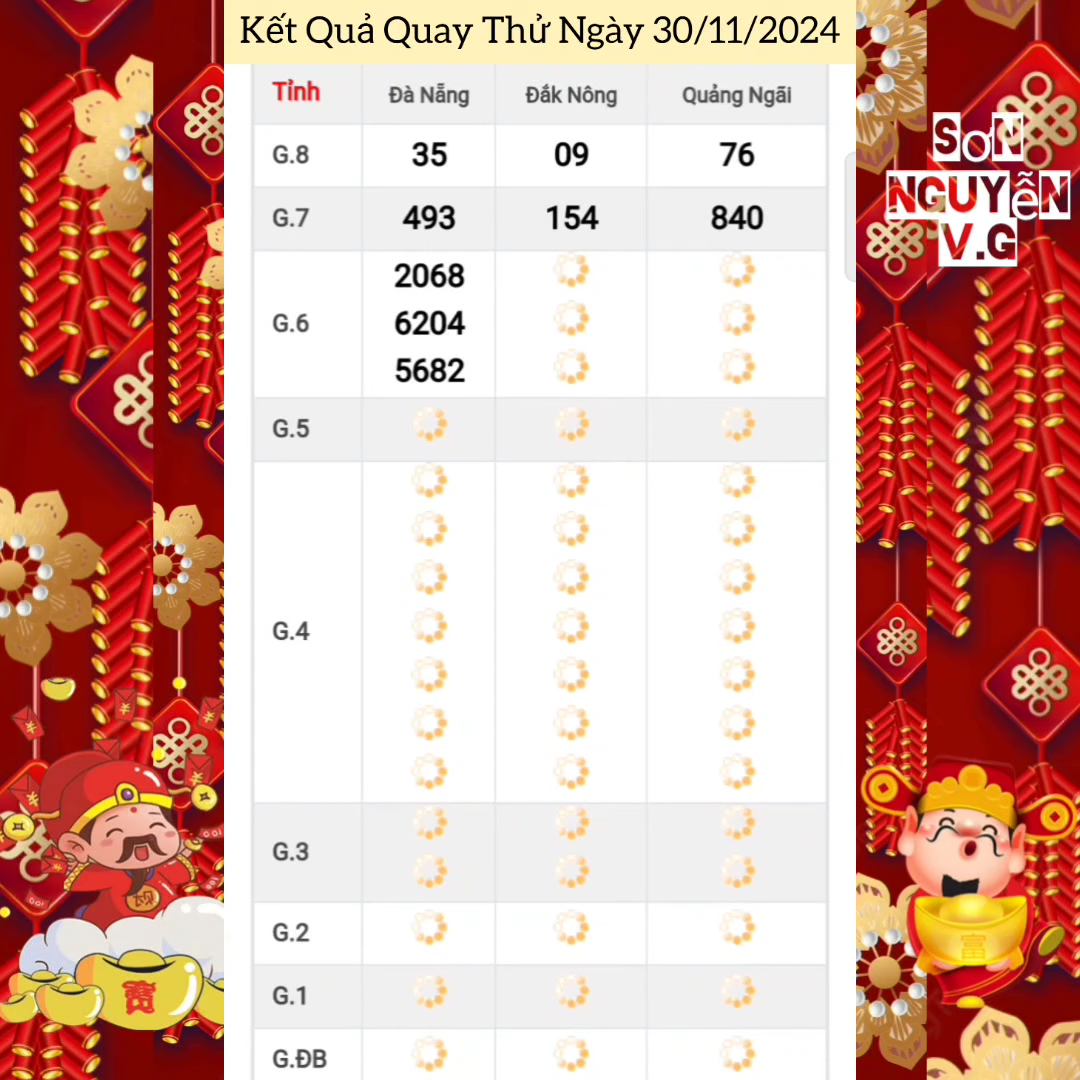 Kết Quả Quay Thử Ngày 30/11/2024
Tỉnh Đà Nẵng Đắk Nông Quảng Ngãi
G.8 35 09 76
G.7 493 154 840
G.6
2068
6204
5682
G.5
G.4
G.3
G.2
G.1
G.ĐB
SƠN
NGUYỄN
V.G
富